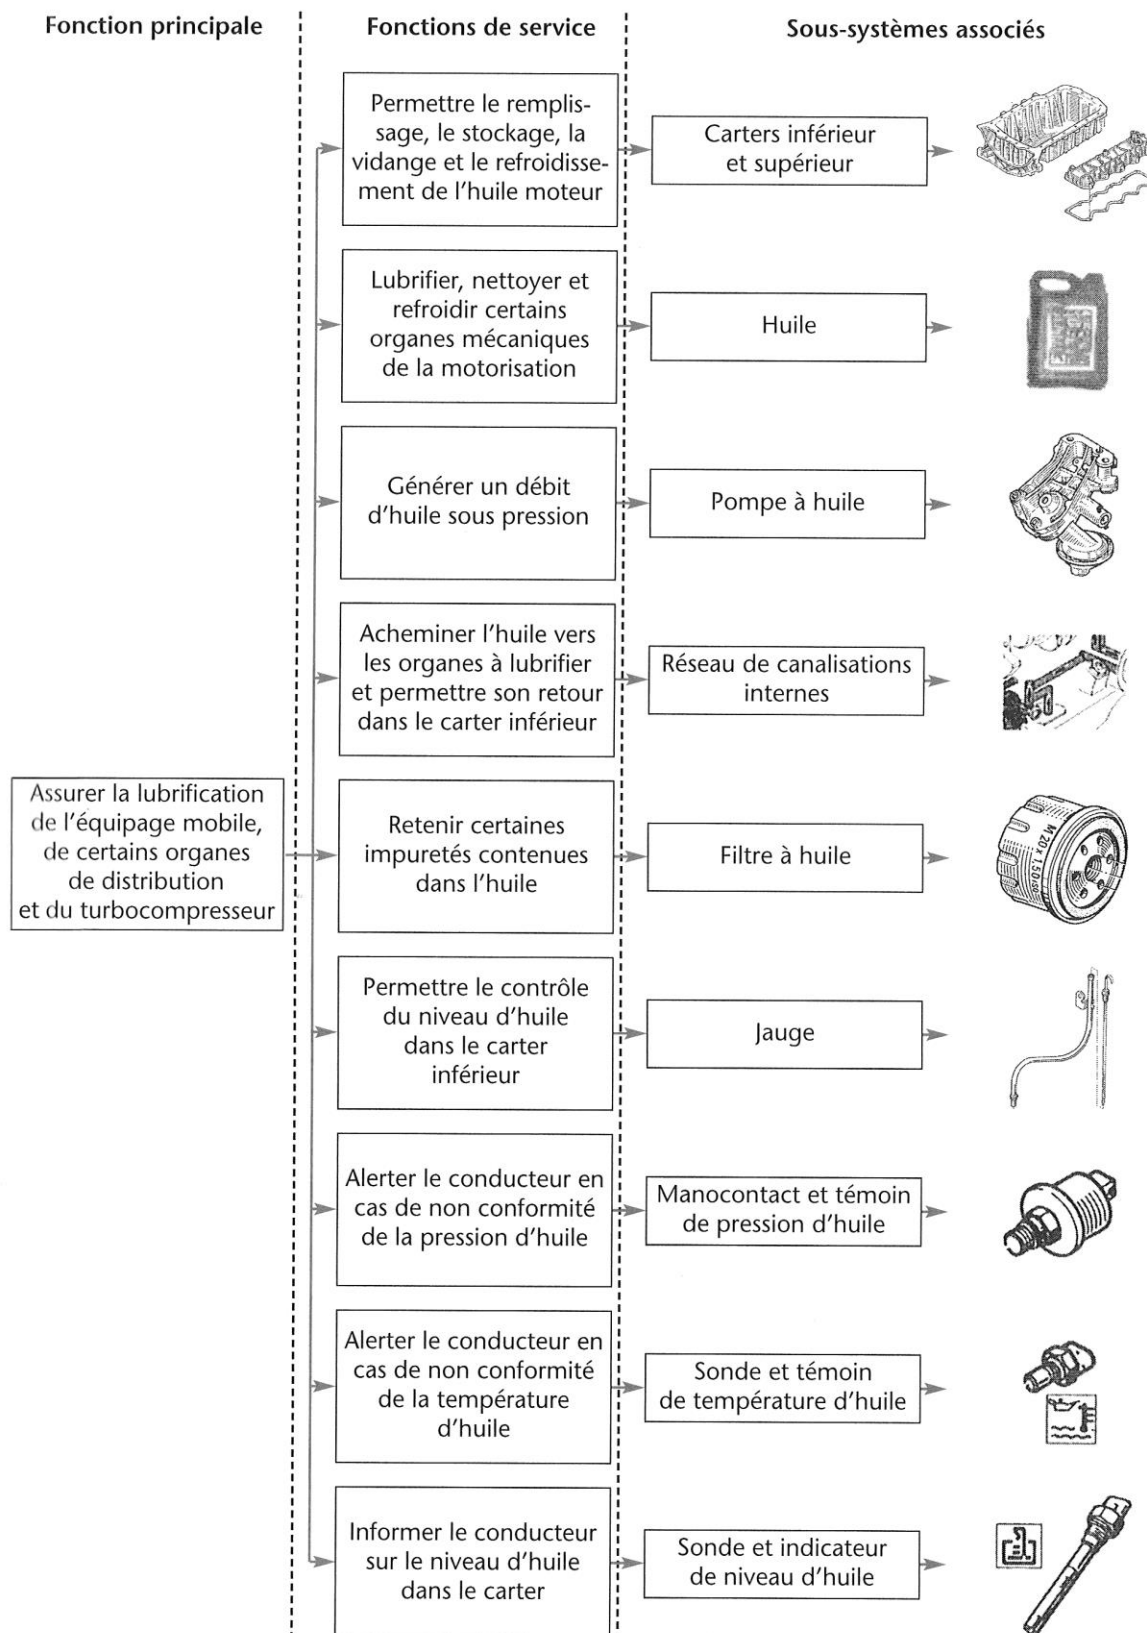 Fonction principale
Fonctions de service
Sous-systèmes associés
Permettre le remplis-
sage, le stockage, la
vidange et le refroidisse-
ment de l'huile moteur
Carters inférieur
et supérieur
Lubrifier, nettoyer et
refroidir certains
organes mécaniques
de la motorisation
Huile
Générer un débit
d'huile sous pression
Pompe à huile
Acheminer l'huile vers
les organes à lubrifier
et permettre son retour
dans le carter inférieur
Réseau de canalisations
internes
Assurer la lubrification
de l'équipage mobile,
de certains organes
de distribution
et du turbocompresseur
Retenir certaines
impuretés contenues
dans l'huile
Filtre à huile
M 20 x 1,50
Permettre le contrôle
du niveau d'huile
dans le carter
inférieur
Jauge
Alerter le conducteur en
cas de non conformité
de la pression d'huile
Manocontact et témoin
de pression d'huile
Alerter le conducteur en
cas de non conformité
de la température
d'huile
Sonde et témoin
de température d'huile
Informer le conducteur
sur le niveau d'huile
dans le carter
Sonde et indicateur
de niveau d'huile